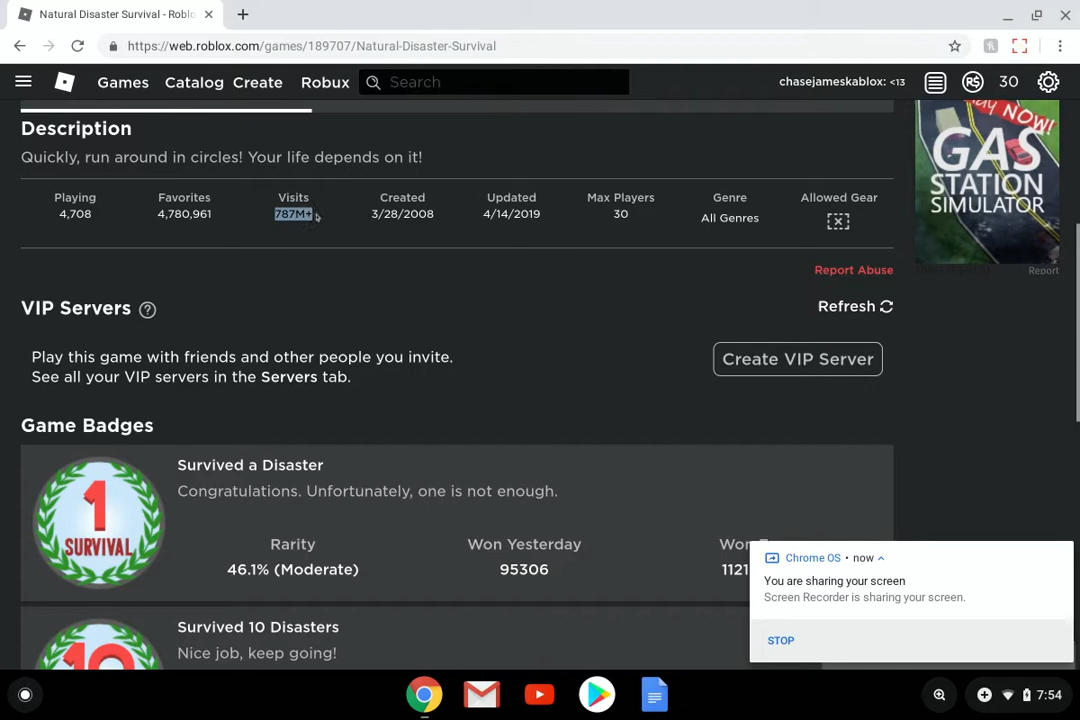 Natural Disaster Survival - Roblo
https://web.roblox.com/games/189707/Natural-Disaster-Survival
Games Catalog Create Robux Search chasejameskablox: <13 R$ 30
Description
Quickly, run around in circles! Your life depends on it!
Playing Favorites Visits Created Updated Max Players Genre Allowed Gear
4,708 4,780,961 787M+ 3/28/2008 4/14/2019 30 All Genres
NOW!
GAS
STATION
SIMULATOR
Report Abuse
Report
VIP Servers ?
Refresh
Play this game with friends and other people you invite.
See all your VIP servers in the Servers tab.
Create VIP Server
Game Badges
1
SURVIVAL
Survived a Disaster
Congratulations. Unfortunately, one is not enough.
Rarity Won Yesterday Won
46.1% (Moderate) 95306 1121
10
Survived 10 Disasters
Nice job, keep going!
Chrome OS • now
You are sharing your screen
Screen Recorder is sharing your screen.
STOP
7:54